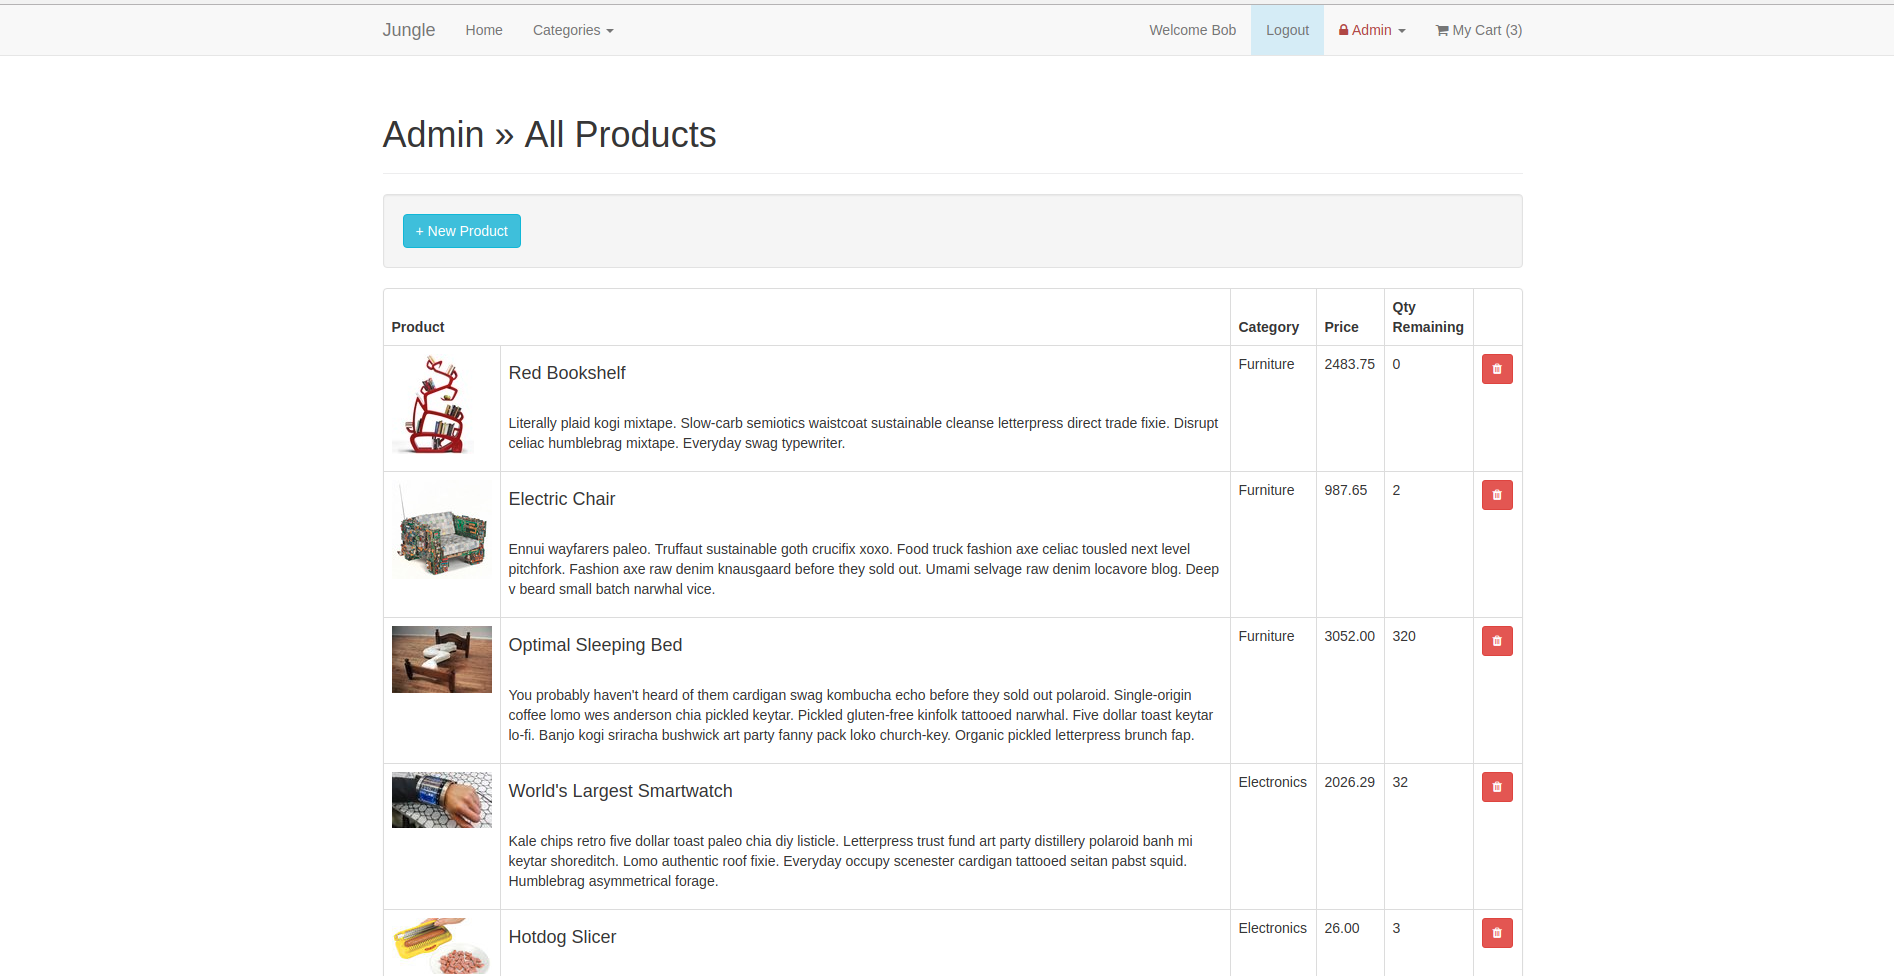 Jungle Home Categories Welcome Bob Logout Admin My Cart (3)
Admin » All Products
+ New Product
Product Category Price Qty Remaining
Red Bookshelf Furniture 2483.75 0
Literally plaid kogi mixtape. Slow-carb semiotics waistcoat sustainable cleanse letterpress direct trade fixie. Disrupt
celiac humblebrag mixtape. Everyday swag typewriter.
Electric Chair Furniture 987.65 2
Ennui wayfarers paleo. Truffaut sustainable goth crucifix xoxo. Food truck fashion axe celiac tousled next level
pitchfork. Fashion axe raw denim knausgaard before they sold out. Umami selvage raw denim locavore blog. Deep
v beard small batch narwhal vice.
Optimal Sleeping Bed Furniture 3052.00 320
You probably haven't heard of them cardigan swag kombucha echo before they sold out polaroid. Single-origin
coffee lomo wes anderson chia pickled keytar. Pickled gluten-free kinfolk tattooed narwhal. Five dollar toast keytar
lo-fi. Banjo kogi sriracha bushwick art party fanny pack loko church-key. Organic pickled letterpress brunch fap.
World's Largest Smartwatch Electronics 2026.29 32
Kale chips retro five dollar toast paleo chia diy listicle. Letterpress trust fund art party distillery polaroid banh mi
keytar shoreditch. Lomo authentic roof fixie. Everyday occupy scenester cardigan tattooed seitan pabst squid.
Humblebrag asymmetrical forage.
Hotdog Slicer Electronics 26.00 3